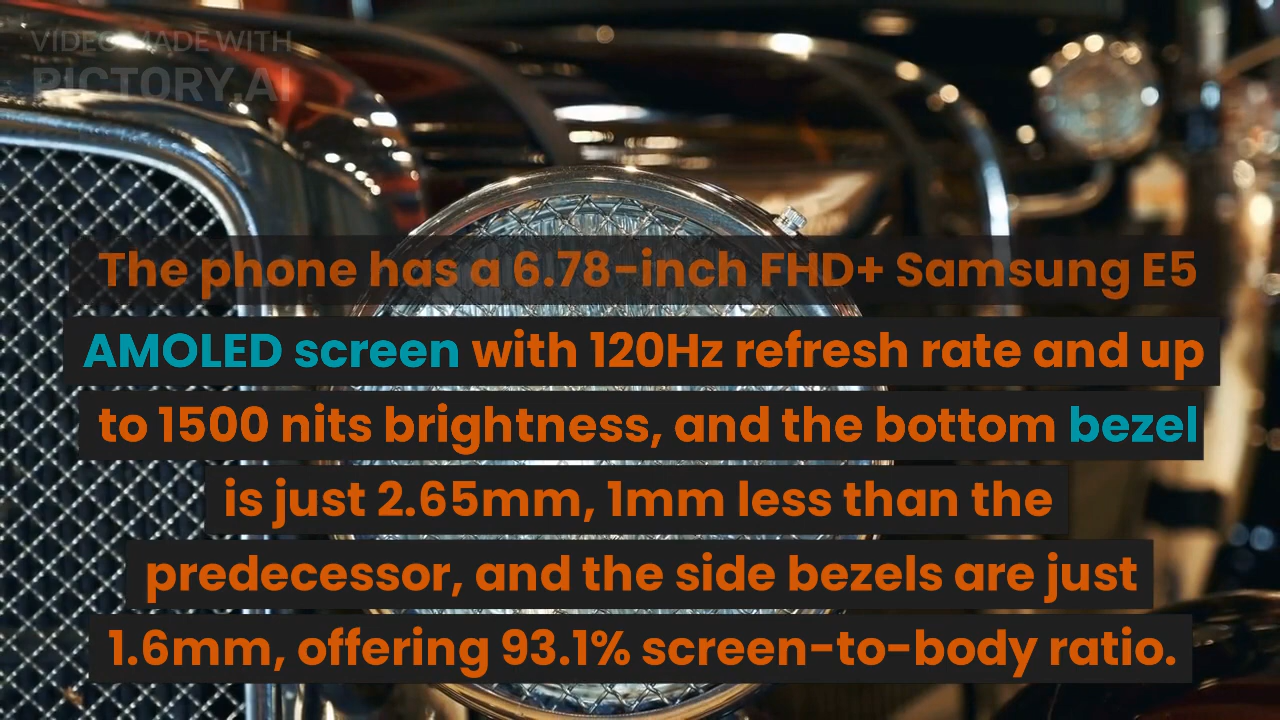 VIDEO MADE WITH
PICTORY.AI
The phone has a 6.78-inch FHD+ Samsung E5
AMOLED screen with 120Hz refresh rate and up
to 1500 nits brightness, and the bottom bezel
is just 2.65mm, 1mm less than the
predecessor, and the side bezels are just
1.6mm, offering 93.1% screen-to-body ratio.